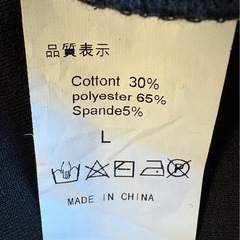 品質表示
Cottont 30%
polyester 65%
Spande5%
L
MADE IN CHINA